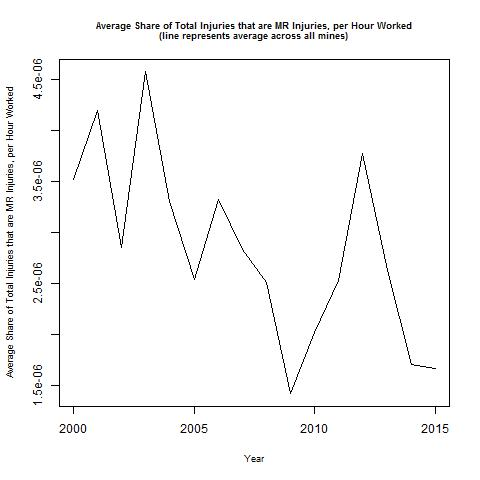 Average Share of Total Injuries that are MR Injuries, per Hour Worked
(line represents average across all mines)
Average Share of Total Injuries that are MR Injuries, per Hour Worked
4.5e-06
3.5e-06
2.5e-06
1.5e-06
2000 2005 2010 2015
Year